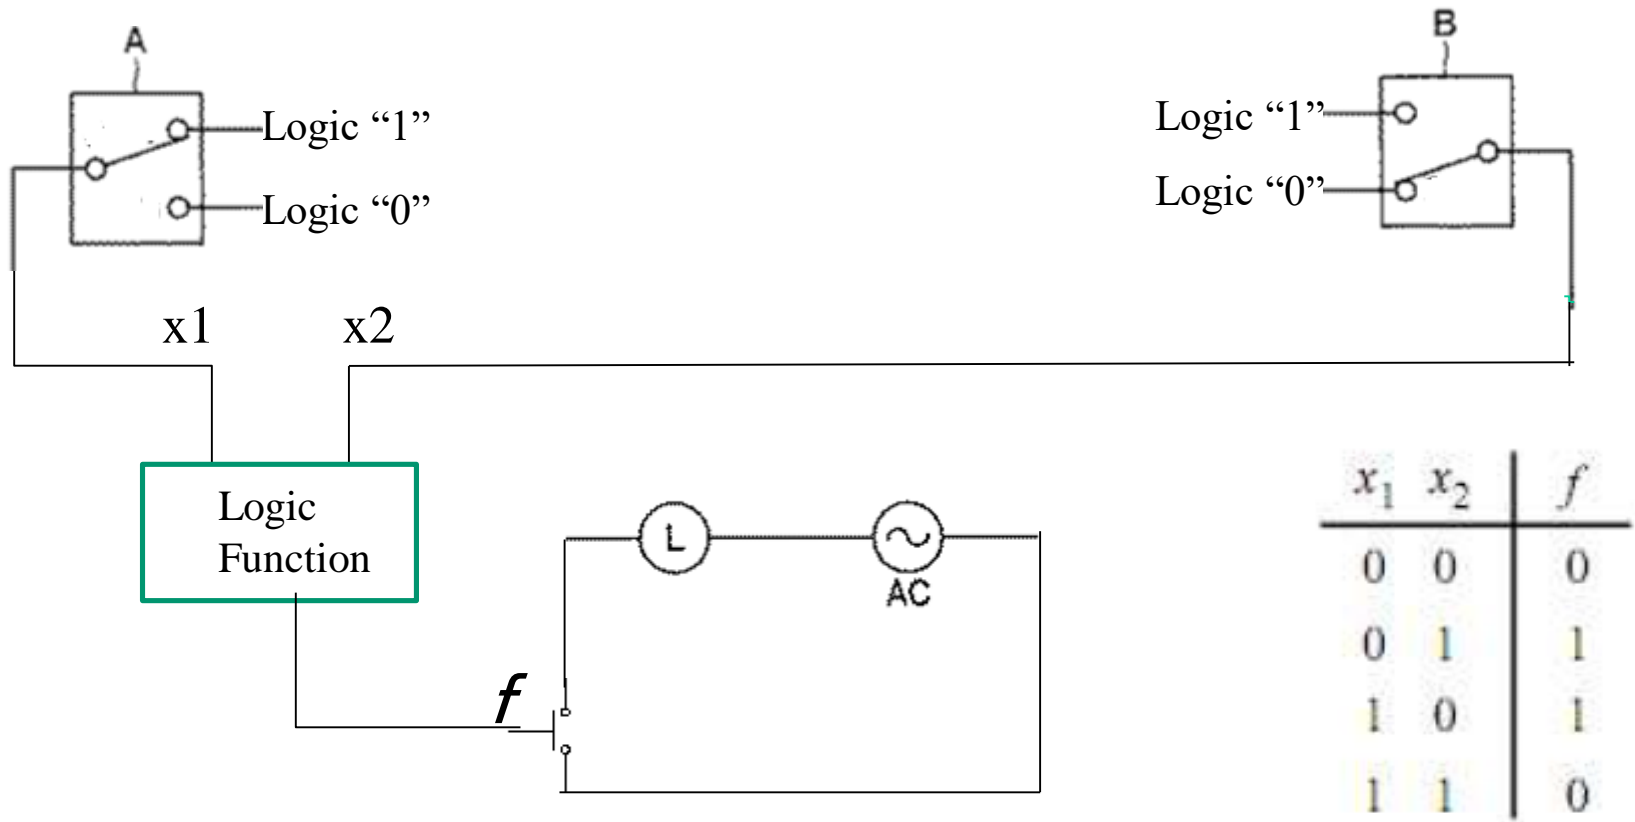 A
B
Logic “1”
Logic “0”
Logic “1”
Logic “0”
x1
x2
Logic
Function
L
AC
f
x1 x2 f
0 0 0
0 1 1
1 0 1
1 1 0